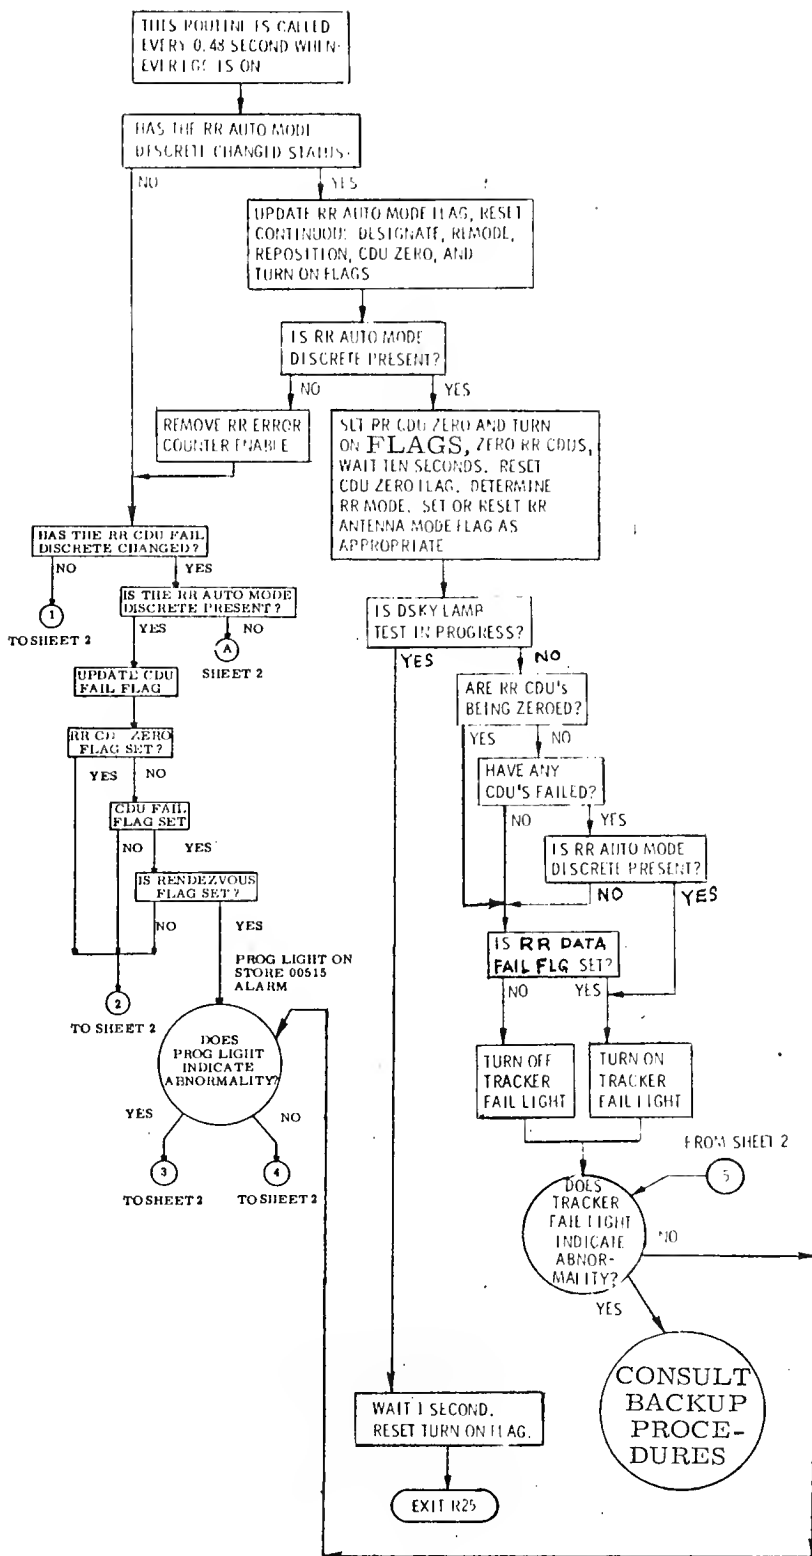 THIS ROUTINE IS CALLED
EVERY 0.48 SECOND WHEN-
EVER LGC IS ON
HAS THE RR AUTO MODE
DISCRETE CHANGED STATUS
NO
YES
UPDATE RR AUTO MODE FLAG, RESET
CONTINUOUS DESIGNATE, REMODE,
REPOSITION, CDU ZERO, AND
TURN ON FLAGS
IS RR AUTO MODE
DISCRETE PRESENT?
NO
YES
REMOVE RR ERROR
COUNTER ENABLE
SET RR CDU ZERO AND TURN
ON FLAGS, ZERO RR CDUS,
WAIT TEN SECONDS. RESET
CDU ZERO FLAG. DETERMINE
RR MODE. SET OR RESET RR
ANTENNA MODE FLAG AS
APPROPRIATE
HAS THE RR CDU FAIL
DISCRETE CHANGED?
NO
YES
1
TO SHEET 2
IS THE RR AUTO MODE
DISCRETE PRESENT?
YES
NO
A
SHEET 2
UPDATE CDU
FAIL FLAG
RR CDU ZERO
FLAG SET?
YES
NO
CDU FAIL
FLAG SET
NO
YES
IS RENDEZVOUS
FLAG SET?
NO
YES
2
TO SHEET 2
PROG LIGHT ON
STORE 00515
ALARM
DOES
PROG LIGHT
INDICATE
ABNORMALITY?
YES
NO
3
TO SHEET 2
4
TO SHEET 2
IS DSKY LAMP
TEST IN PROGRESS?
YES
NO
ARE RR CDU's
BEING ZEROED?
YES
NO
HAVE ANY
CDU'S FAILED?
NO
YES
IS RR AUTO MODE
DISCRETE PRESENT?
NO
YES
IS RR DATA
FAIL FLG SET?
NO
YES
TURN OFF
TRACKER
FAIL LIGHT
TURN ON
TRACKER
FAIL LIGHT
FROM SHEET 2
5
DOES
TRACKER
FAIL LIGHT
INDICATE
ABNOR-
MALITY?
NO
YES
CONSULT
BACKUP
PROCE-
DURES
WAIT 1 SECOND.
RESET TURN ON FLAG.
EXIT R25